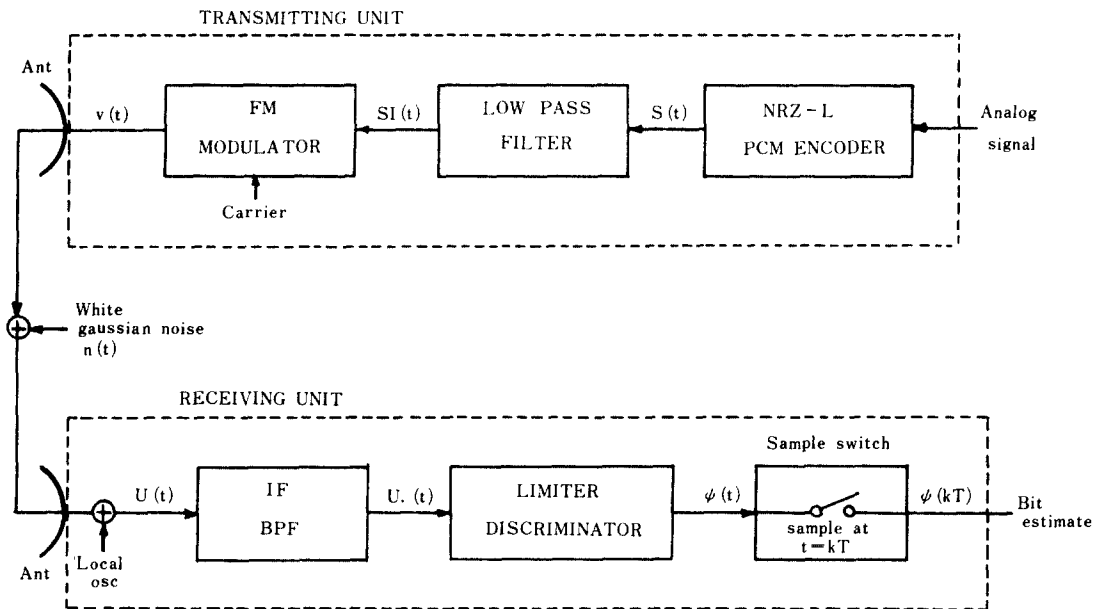 TRANSMITTING UNIT
Ant
v(t)
FM
MODULATOR
SI(t)
LOW PASS
FILTER
S(t)
NRZ-L
PCM ENCODER
Analog
signal
Carrier
White
gaussian noise
n(t)
RECEIVING UNIT
Sample switch
U(t)
IF
BPF
U.(t)
LIMITER
DISCRIMINATOR
ψ(t)
sample at
t=kT
ψ(kT)
Bit
estimate
Ant
Local
osc